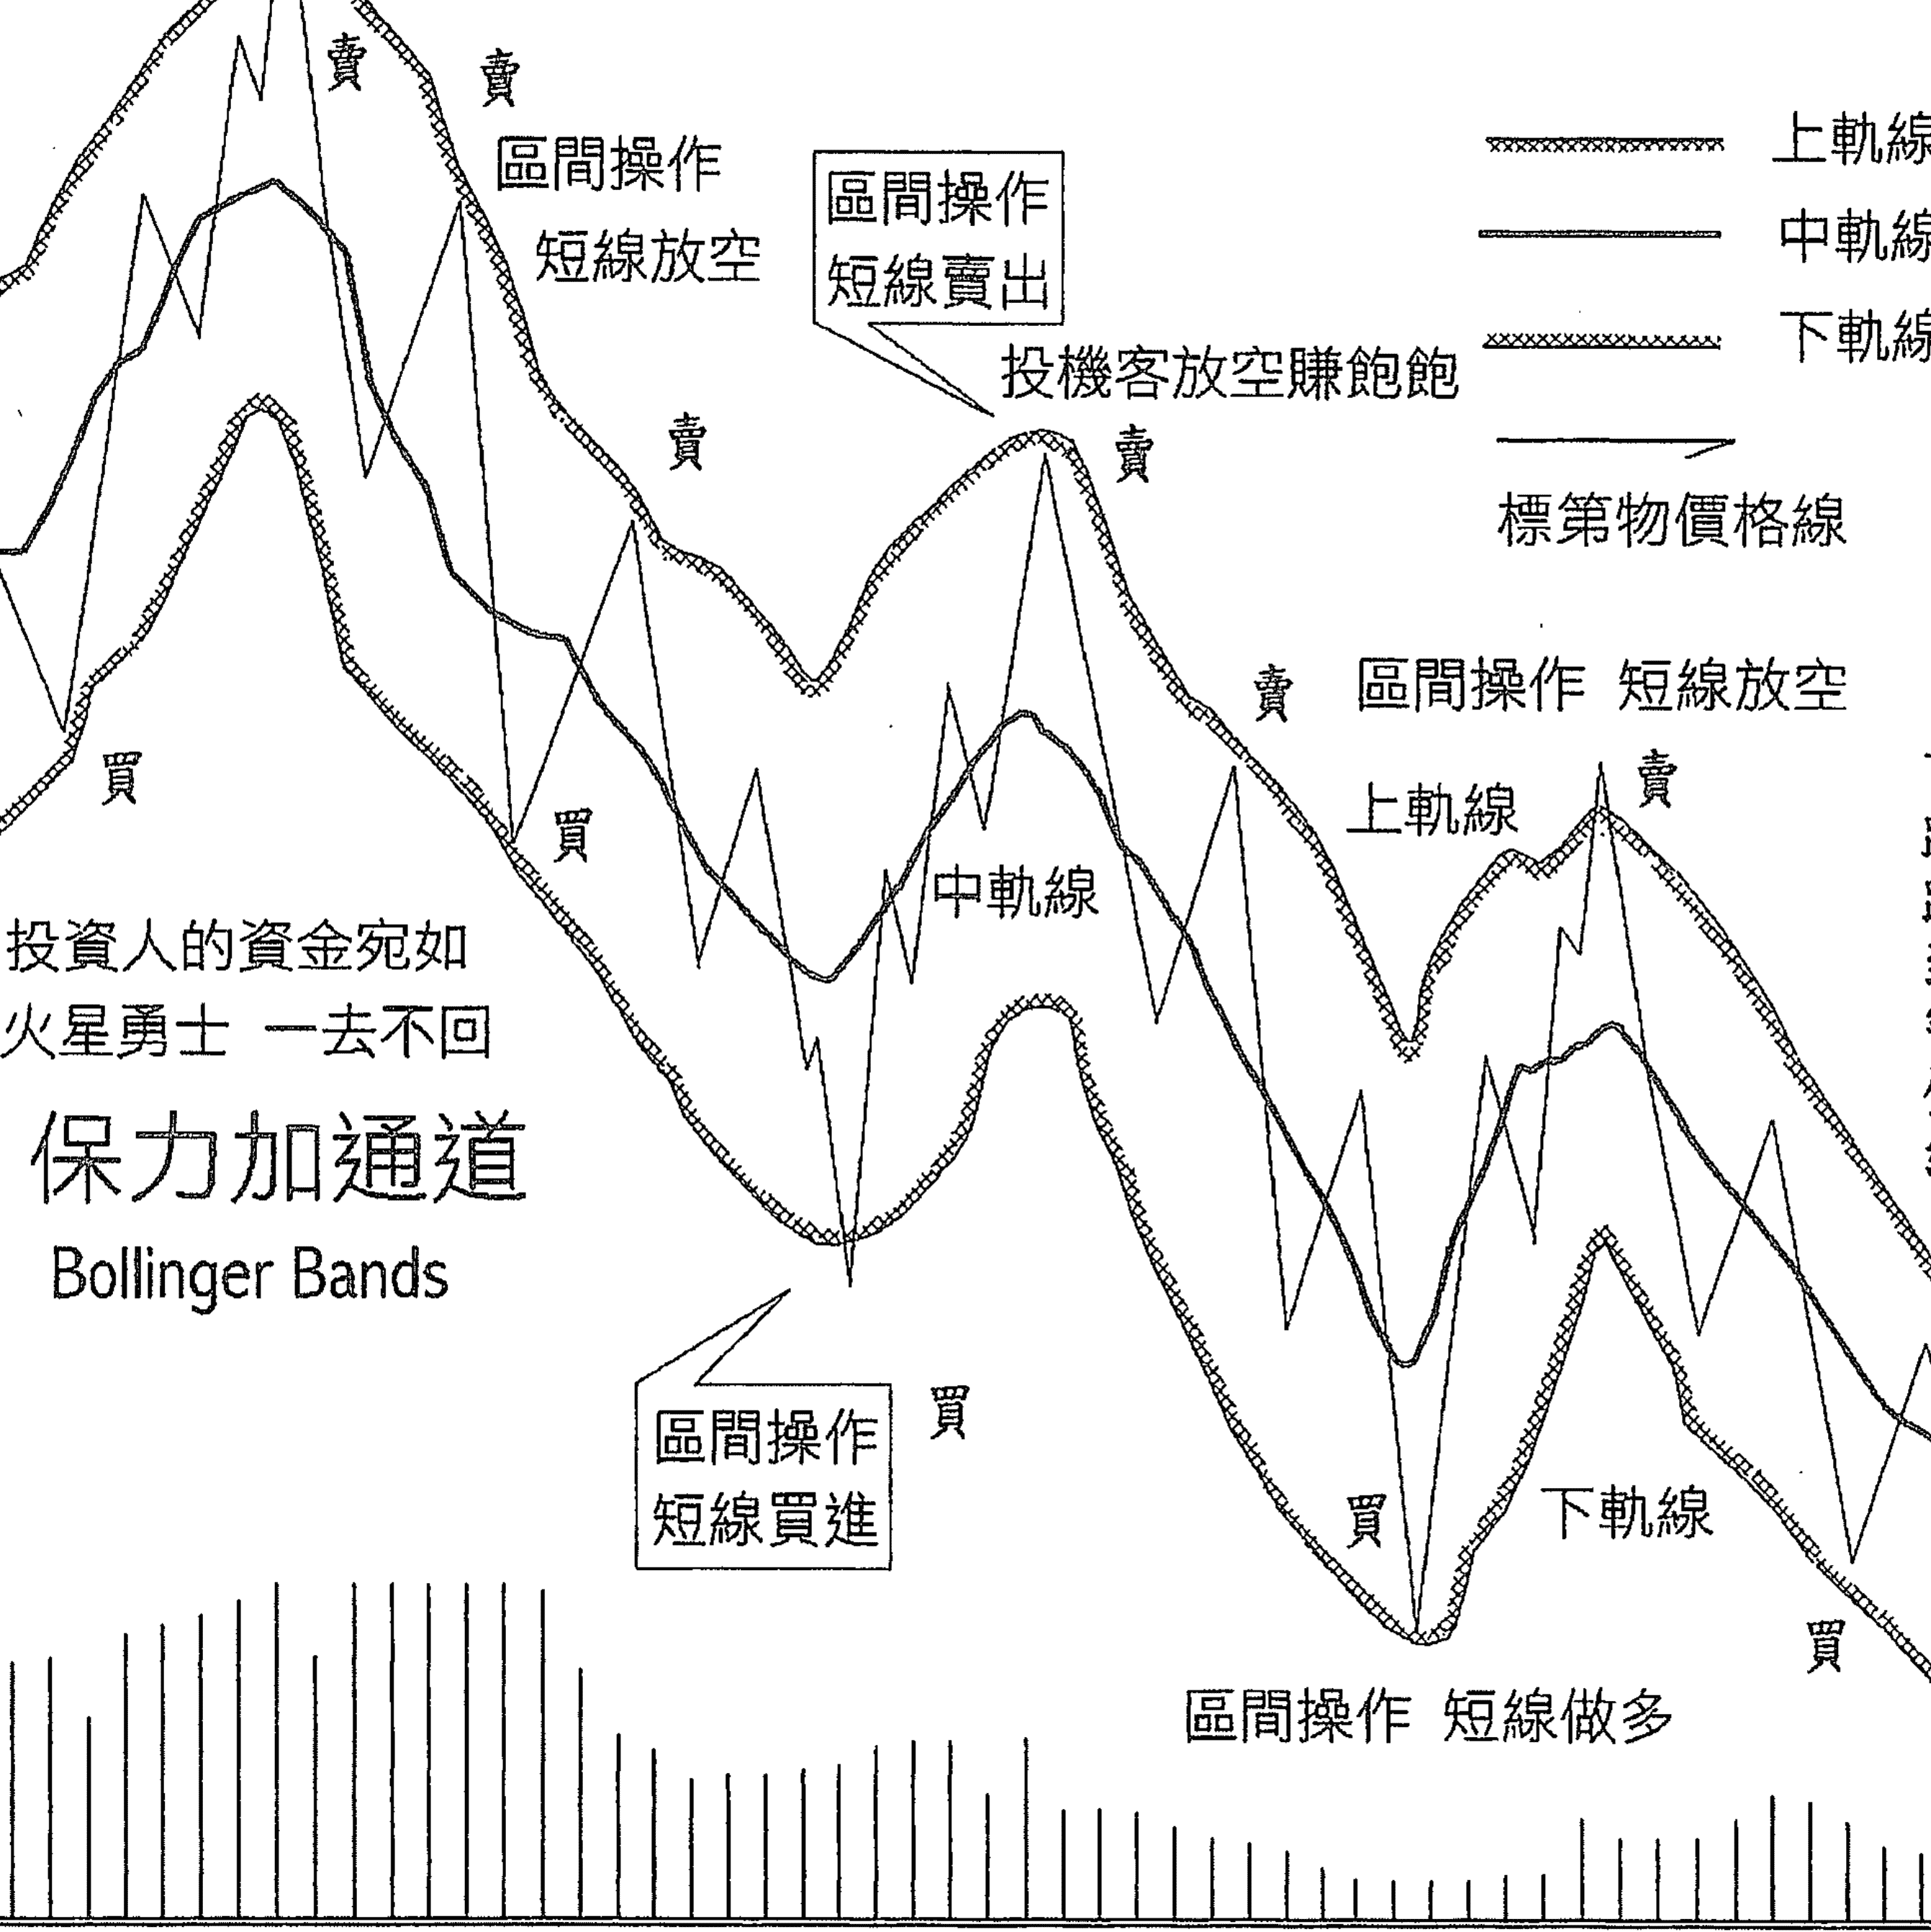 賣
賣
區間操作
短線放空
區間操作
短線賣出
投機客放空賺飽飽
上軌線
中軌線
下軌線
標第物價格線
賣
賣
賣
區間操作 短線放空
上軌線
賣
買
買
中軌線
投資人的資金宛如
火星勇士 一去不回
保力加通道
Bollinger Bands
區間操作
短線買進
買
買
下軌線
買
區間操作 短線做多